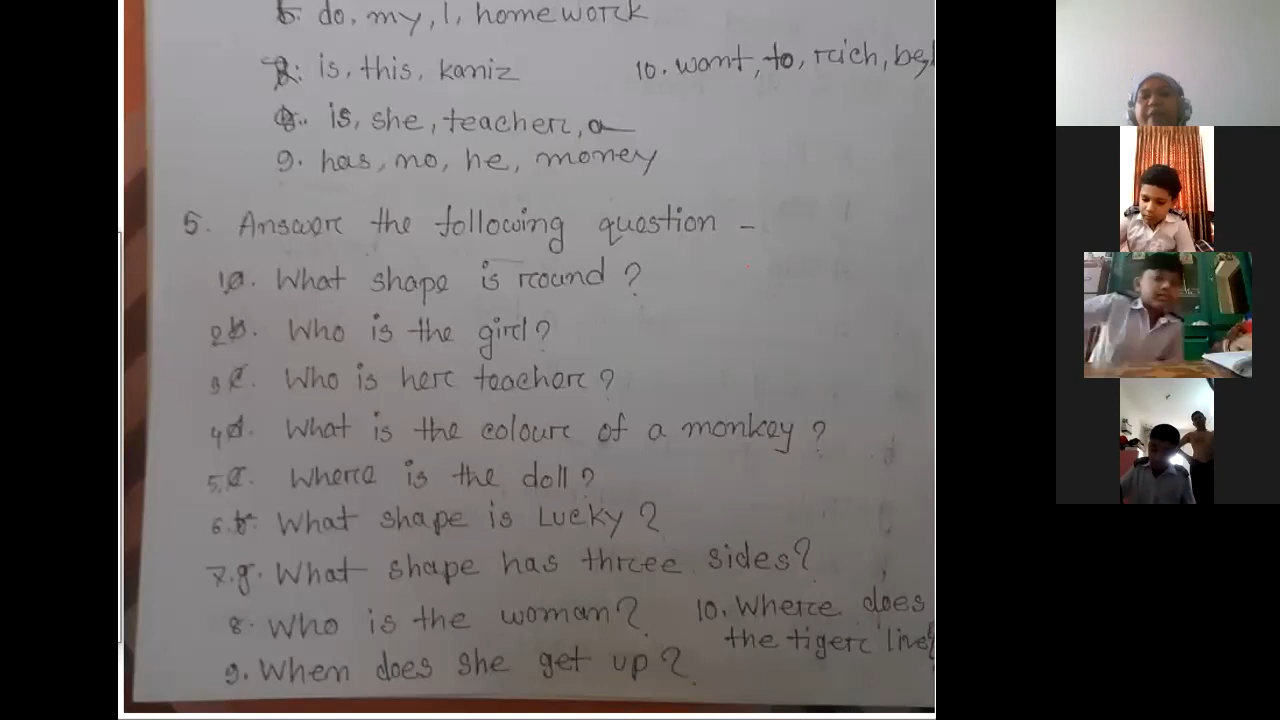 6. do, my, I, homework
7. is, this, kaniz
10. want, to, rich, be,
8. is, she, teacher, a
9. has, no, he, money
5. Answer the following question -
1a. What shape is round ?
2b. Who is the girl?
3c. Who is her teacher?
4d. What is the colour of a monkey ?
5.e. Where is the doll?
6.f. What shape is Lucky ?
7.g. What shape has three sides?
8. Who is the woman?
10. Where does
the tiger live?
9. When does she get up ?